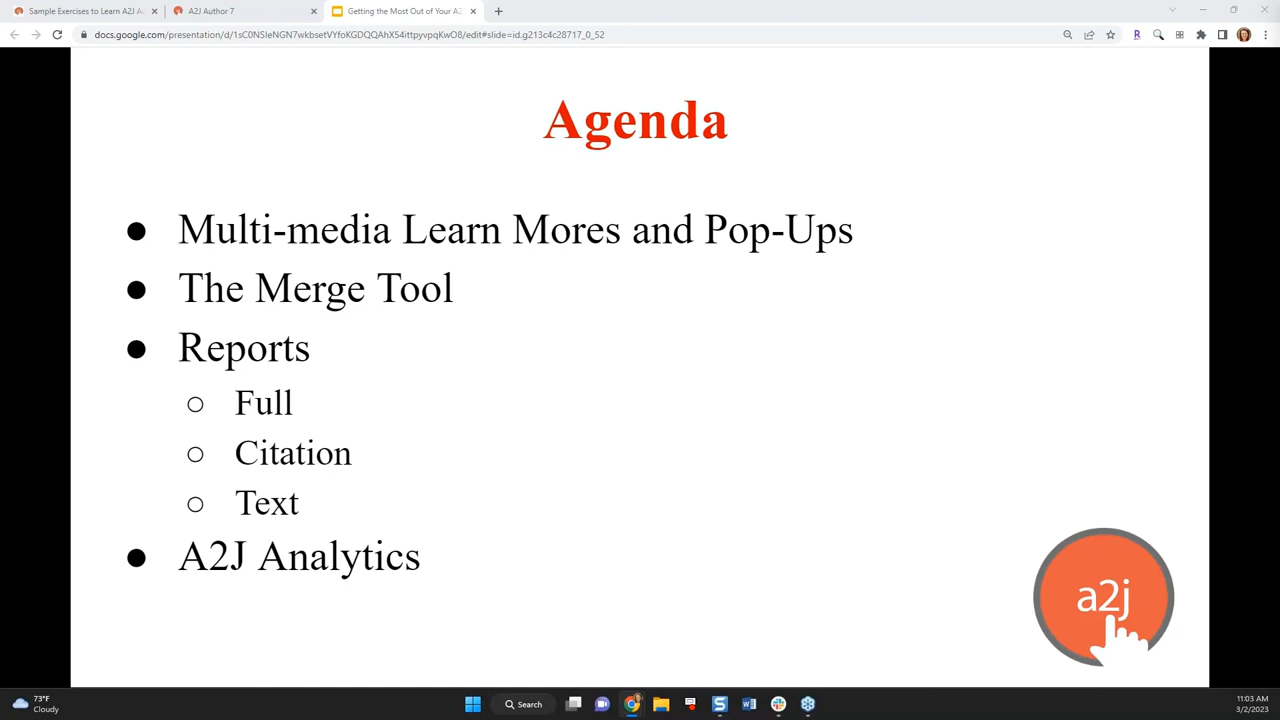 Sample Exercises to Learn A2J Au
A2J Author 7
Getting the Most Out of Your A2
docs.google.com/presentation/d/1sC0NSIeNGN7wkbsetVYfoKGDQQAhX54ittpyvpqKwO8/edit#slide=id.g213c4c28717_0_52
Agenda
● Multi-media Learn Mores and Pop-Ups
● The Merge Tool
● Reports
○ Full
○ Citation
○ Text
● A2J Analytics
a2j
73°F
Cloudy
Search
11:03 AM
3/2/2023